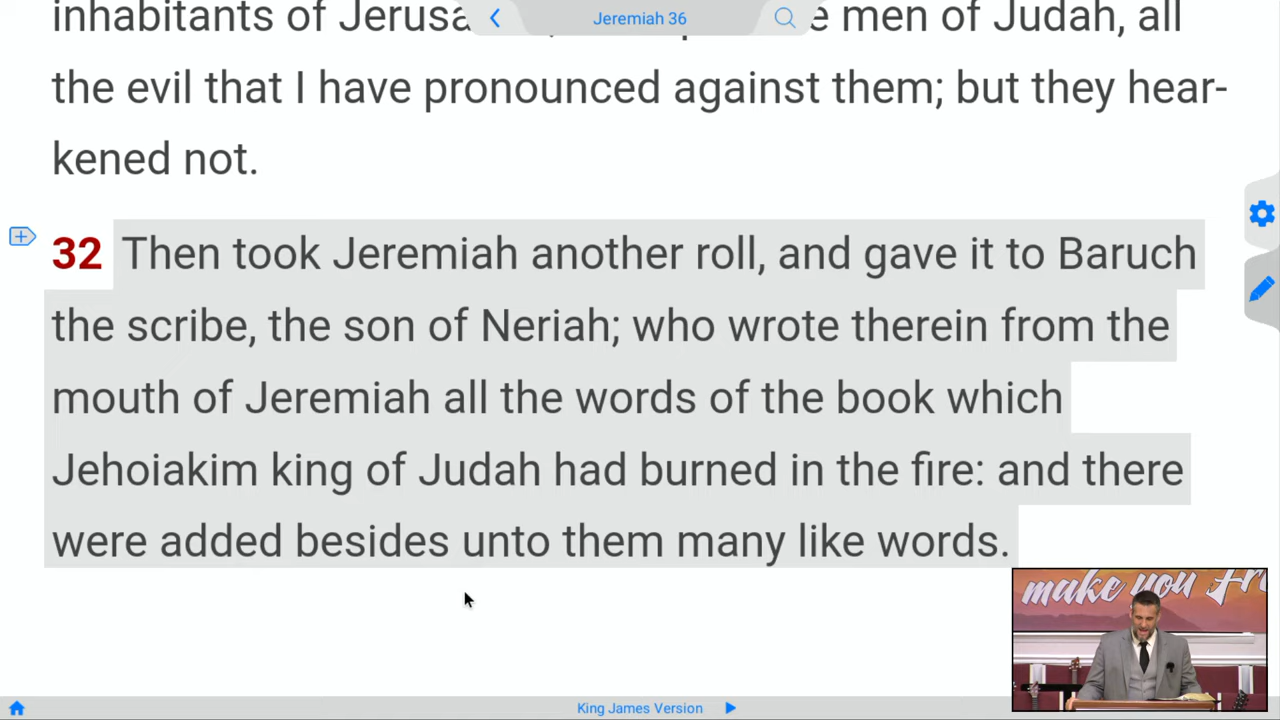 Jeremiah 36
inhabitants of Jerusa e men of Judah, all
the evil that I have pronounced against them; but they hear-
kened not.
32 Then took Jeremiah another roll, and gave it to Baruch
the scribe, the son of Neriah; who wrote therein from the
mouth of Jeremiah all the words of the book which
Jehoiakim king of Judah had burned in the fire: and there
were added besides unto them many like words.
make you Fr
King James Version